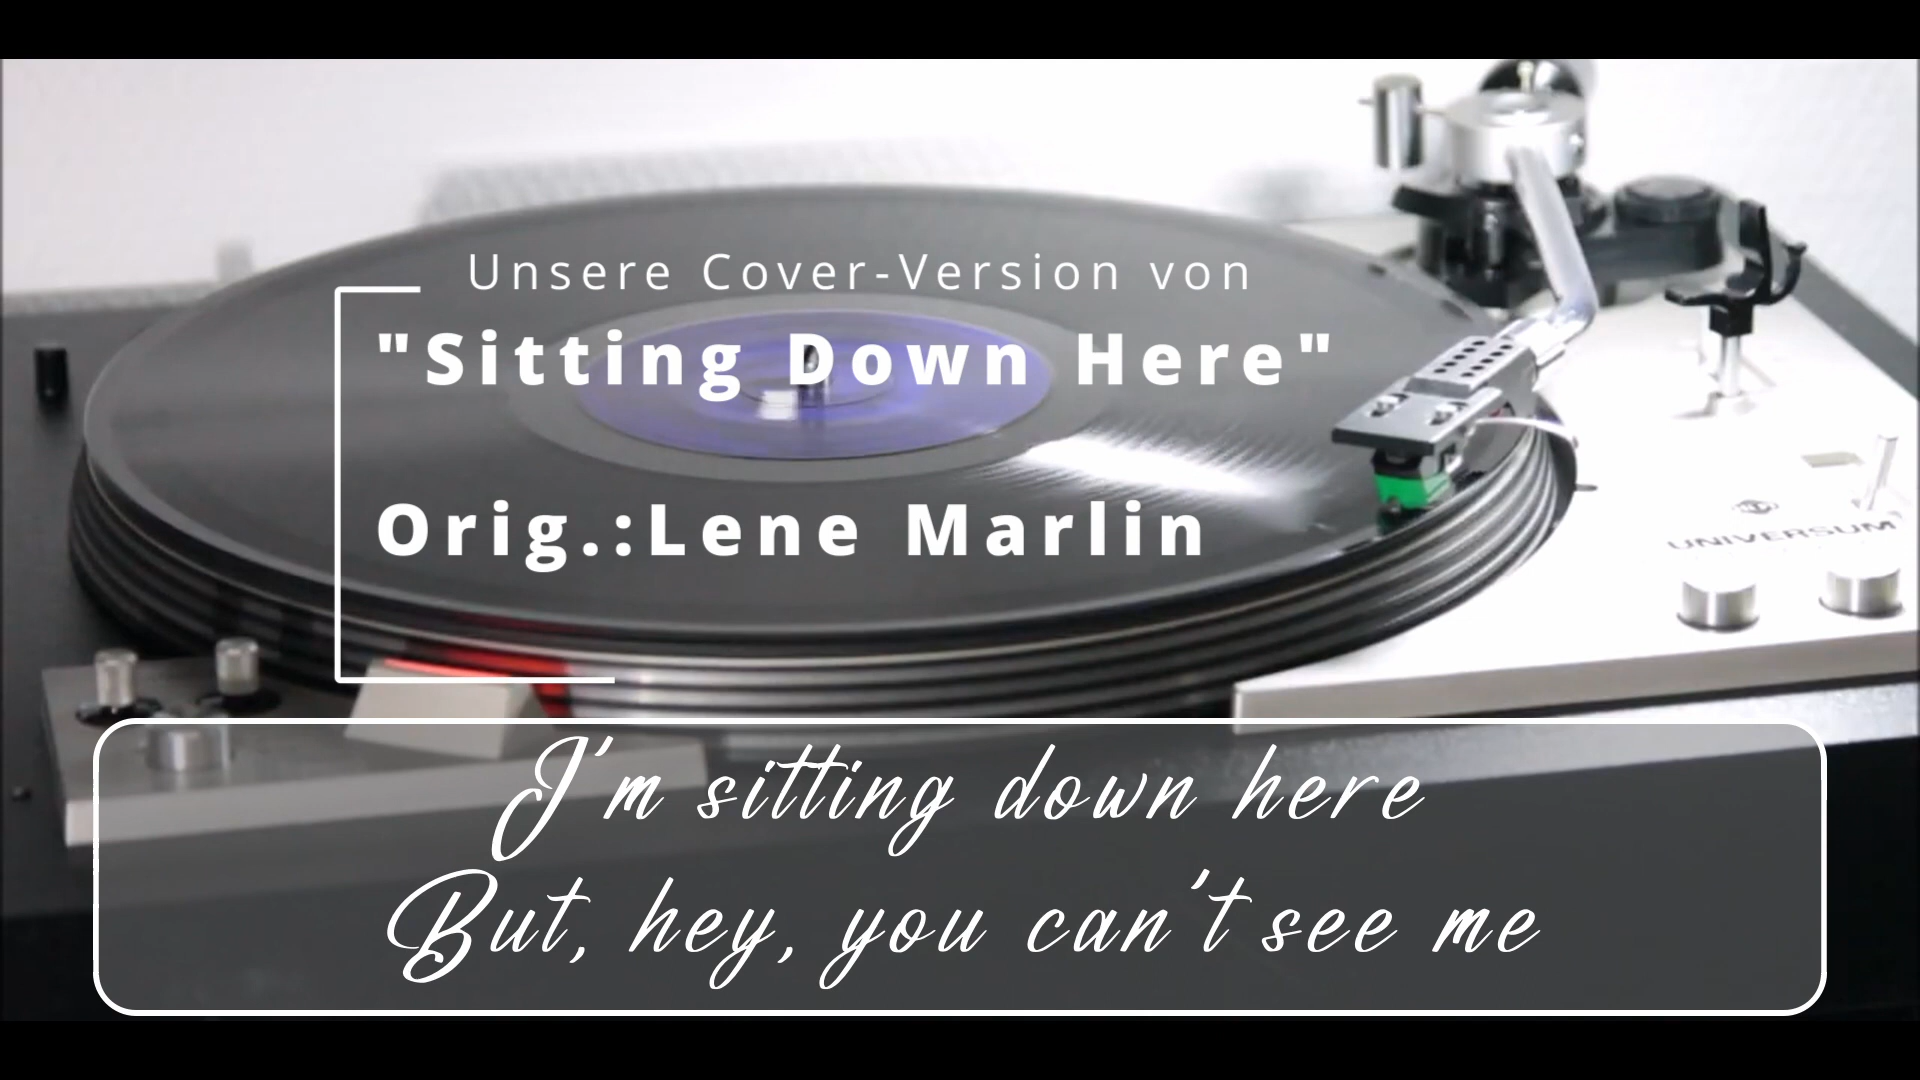 Unsere Cover-Version von
"Sitting Down Here"
Orig.:Lene Marlin
UNIVERSUM
I'm sitting down here
But, hey, you can't see me